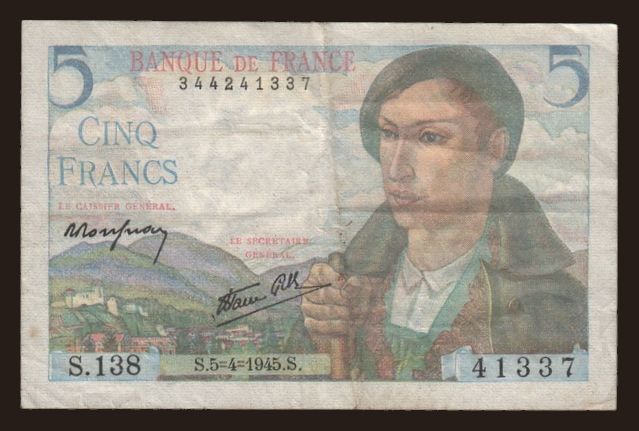 5 BANQUE DE FRANCE 5
344241337
CINQ
FRANCS
LE CAISSIER GÉNÉRAL,
LE SECRÉTAIRE
GÉNÉRAL,
S.138 S.5=4=1945.S. 41337